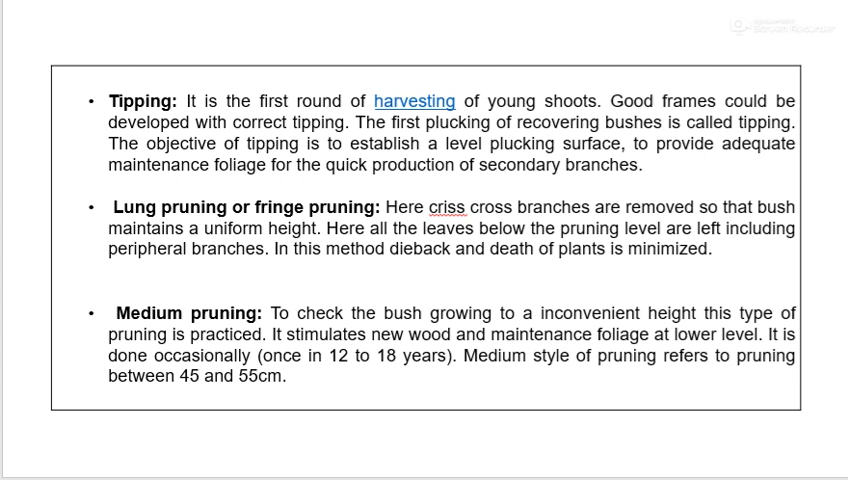 Screen Recorder
• Tipping: It is the first round of harvesting of young shoots. Good frames could be
developed with correct tipping. The first plucking of recovering bushes is called tipping.
The objective of tipping is to establish a level plucking surface, to provide adequate
maintenance foliage for the quick production of secondary branches.
• Lung pruning or fringe pruning: Here criss cross branches are removed so that bush
maintains a uniform height. Here all the leaves below the pruning level are left including
peripheral branches. In this method dieback and death of plants is minimized.
• Medium pruning: To check the bush growing to a inconvenient height this type of
pruning is practiced. It stimulates new wood and maintenance foliage at lower level. It is
done occasionally (once in 12 to 18 years). Medium style of pruning refers to pruning
between 45 and 55cm.